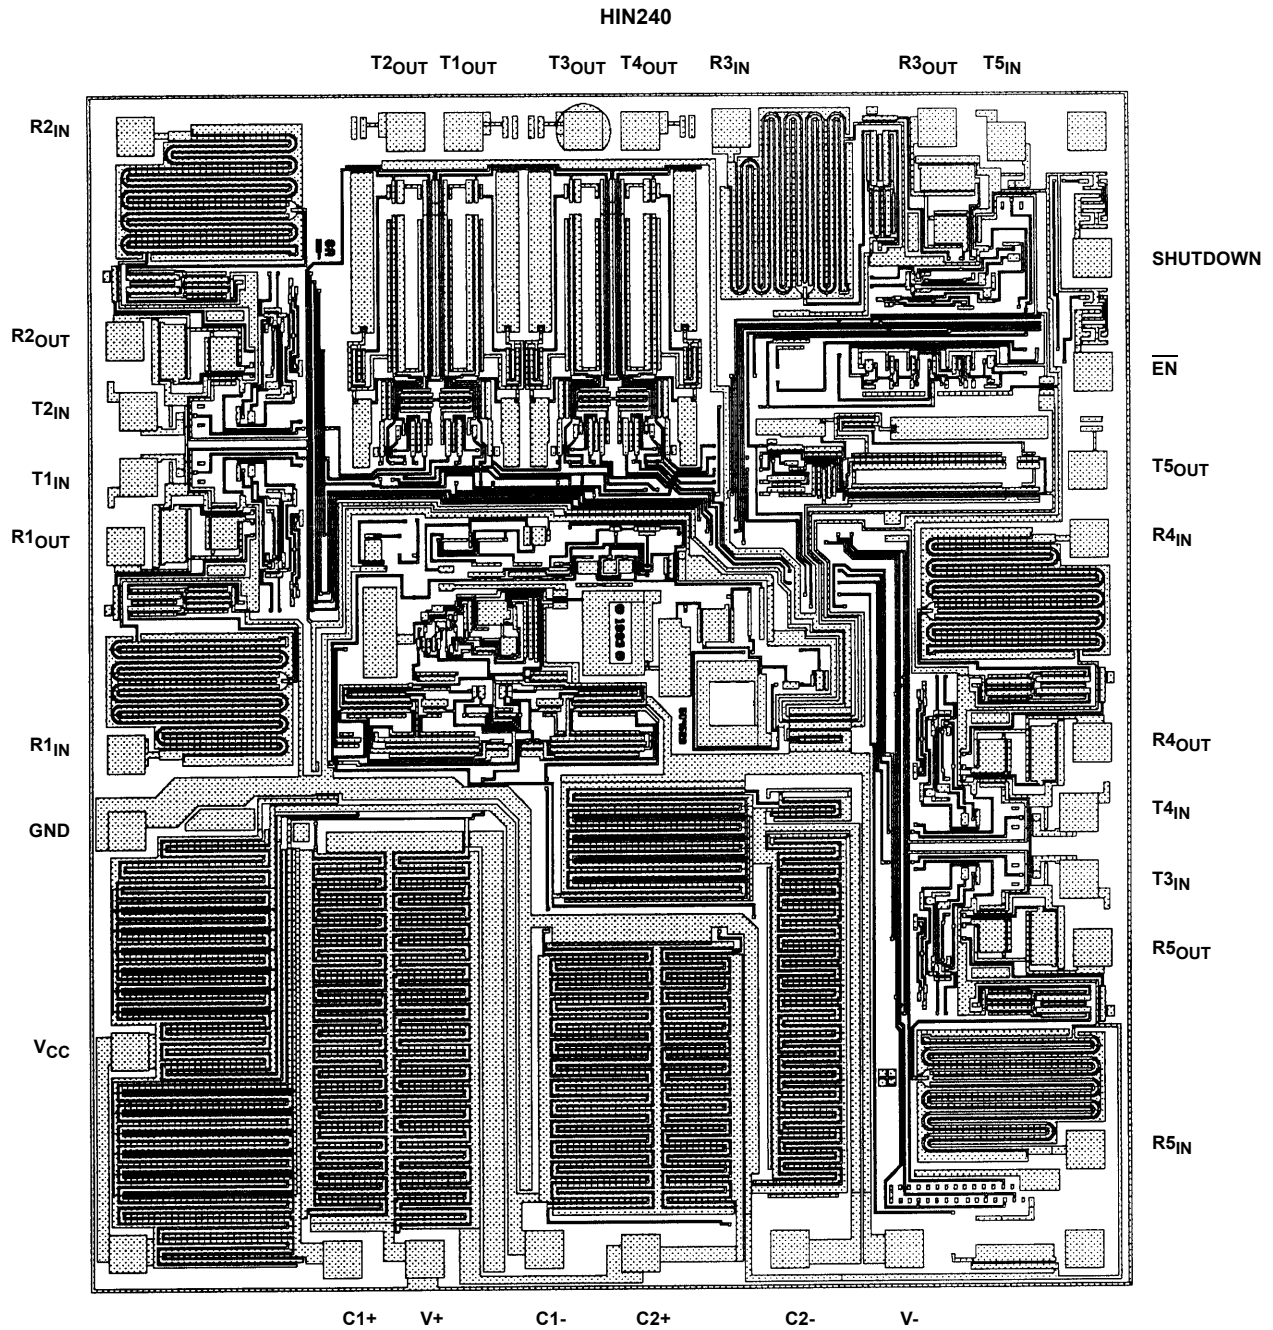 HIN240
T2OUT T1OUT T3OUT T4OUT R3IN R3OUT T5IN
R2IN
SHUTDOWN
R2OUT
EN
T2IN
T1IN
T5OUT
R1OUT
R4IN
© 1993 ©
R1IN
R4OUT
T4IN
GND
T3IN
R5OUT
VCC
R5IN
C1+ V+ C1- C2+ C2- V-